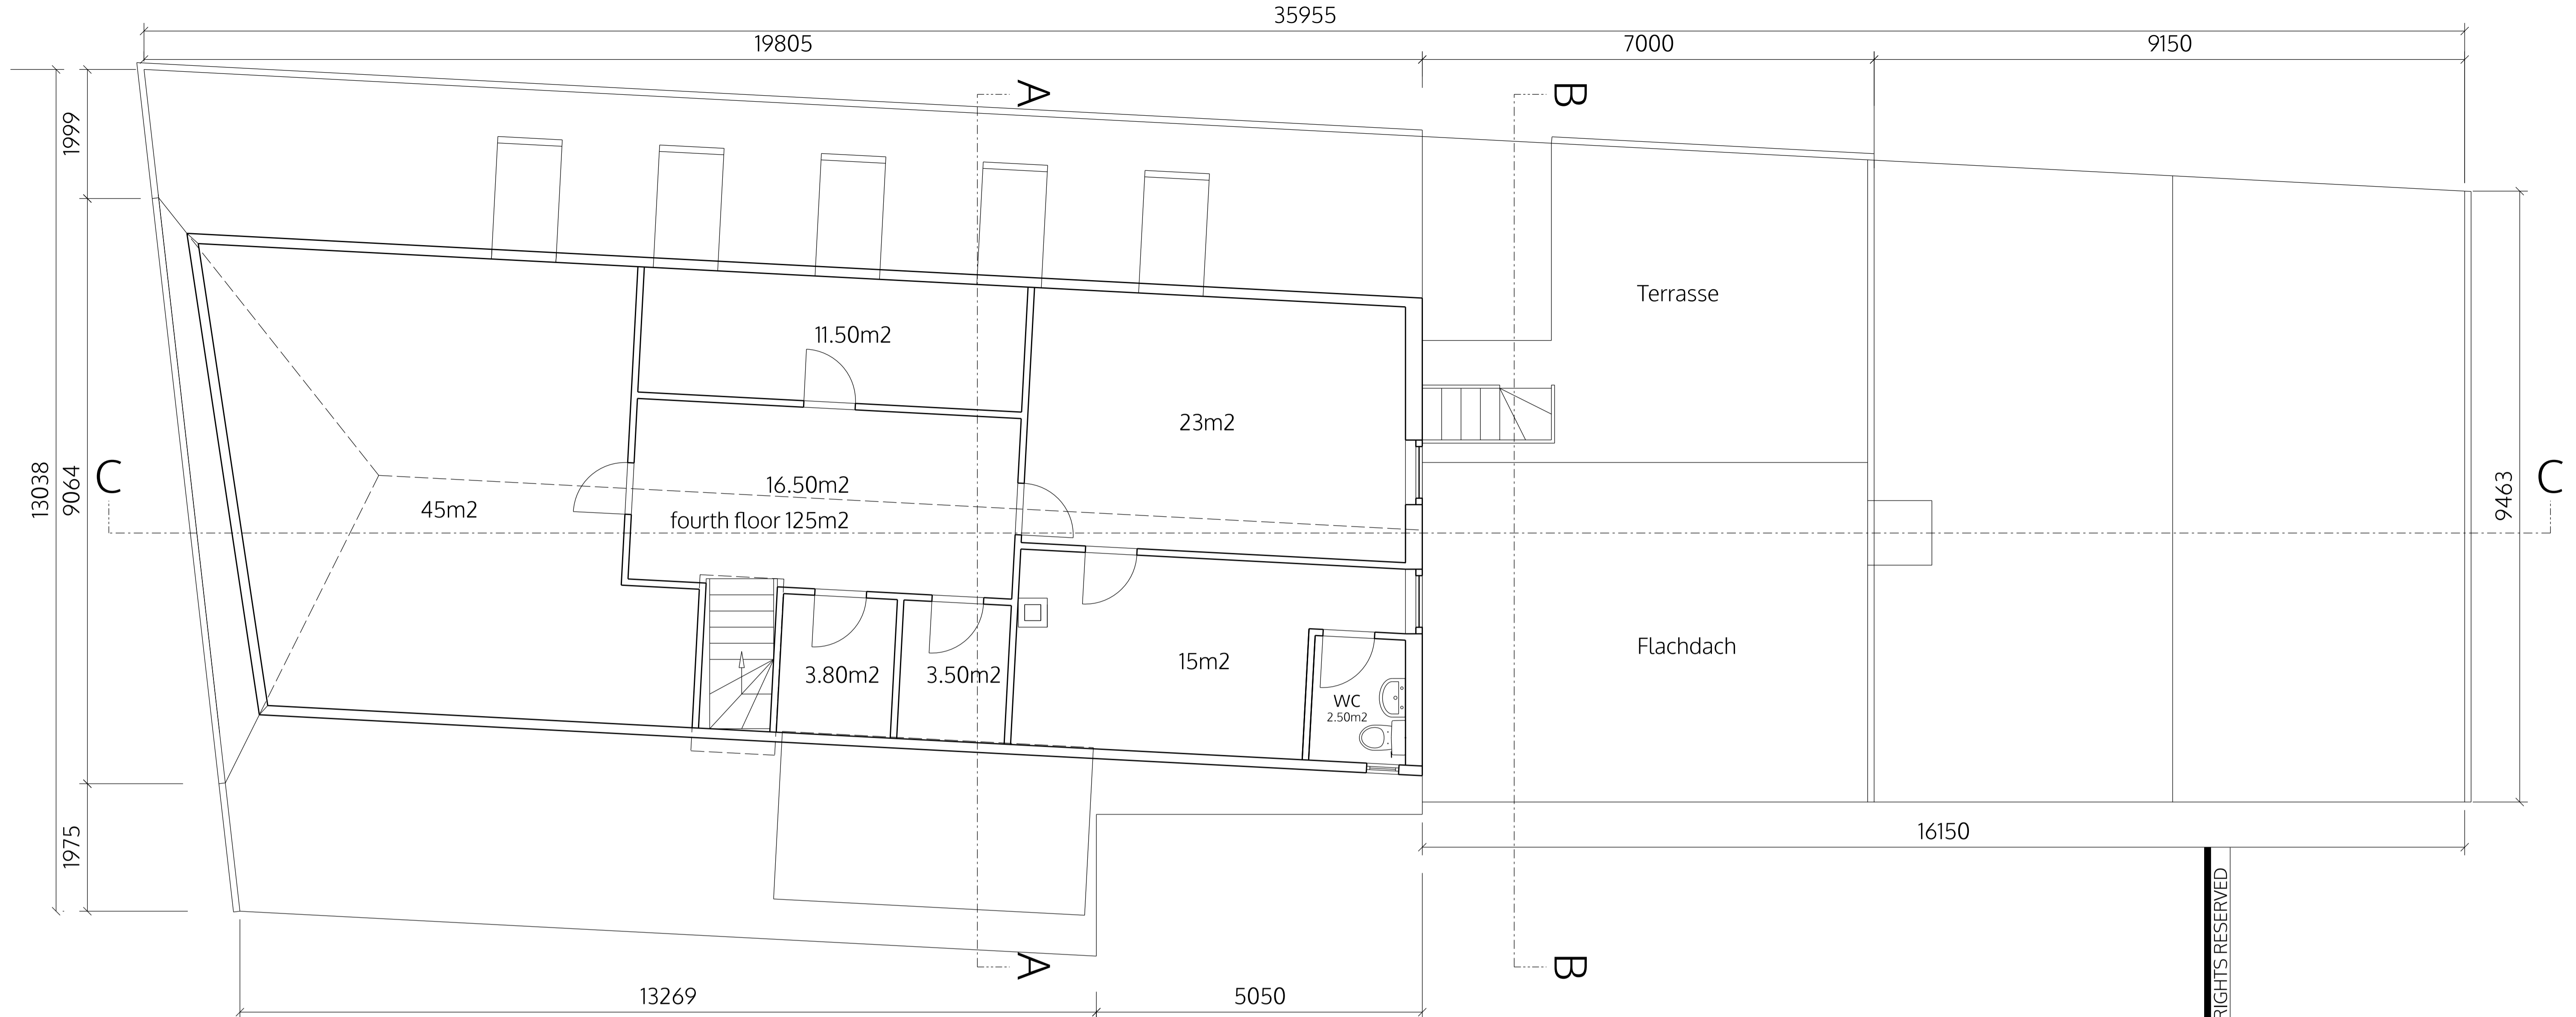 35955
19805
7000
9150
A
B
1999
Terrasse
11.50m2
23m2
C
13038
9064
16.50m2
45m2
fourth floor 125m2
9463
C
Flachdach
15m2
3.80m2
3.50m2
WC
2.50m2
1975
16150
RIGHTS RESERVED
A
B
13269
5050